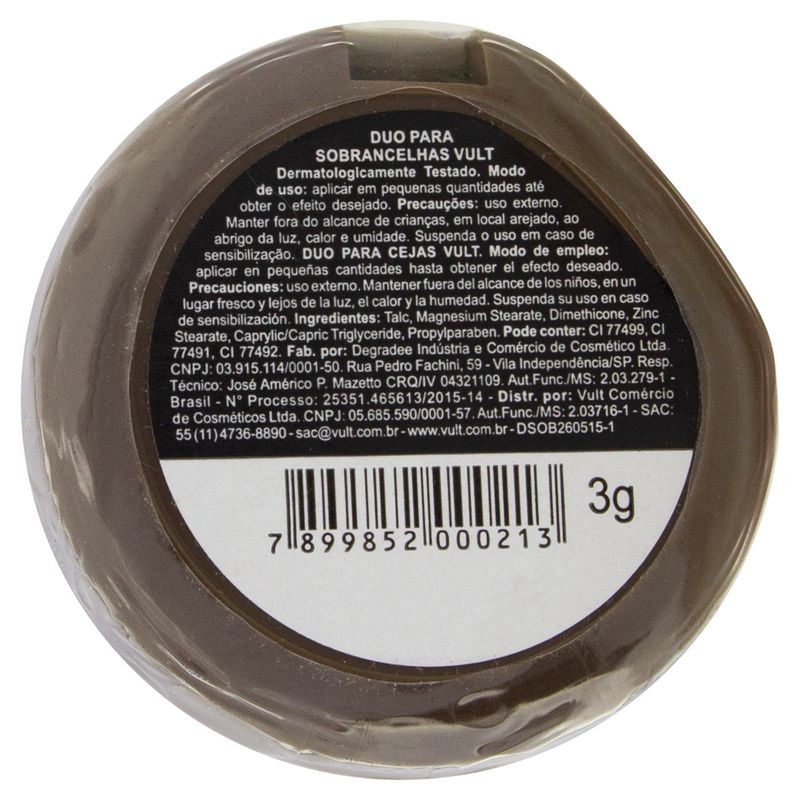 DUO PARA
SOBRANCELHAS VULT
Dermatologicamente Testado. Modo
de uso: aplicar em pequenas quantidades até
obter o efeito desejado. Precauções: uso externo.
Manter fora do alcance de crianças, em local arejado, ao
abrigo da luz, calor e umidade. Suspenda o uso em caso de
sensibilização. DUO PARA CEJAS VULT. Modo de empleo:
aplicar en pequeñas cantidades hasta obtener el efecto deseado.
Precauciones: uso externo. Mantener fuera del alcance de los niños, en un
lugar fresco y lejos de la luz, el calor y la humedad. Suspenda su uso en caso
de sensibilización. Ingredientes: Talc, Magnesium Stearate, Dimethicone, Zinc
Stearate, Caprylic/Capric Triglyceride, Propylparaben. Pode conter: CI 77499, CI
77491, CI 77492. Fab. por: Degradee Indústria e Comércio de Cosmético Ltda.
CNPJ: 03.915.114/0001-50. Rua Pedro Fachini, 59 - Vila Independência/SP. Resp.
Técnico: José Américo P. Mazetto CRQ/IV 04321109. Aut.Func./MS: 2.03.279-1 -
Brasil - N° Processo: 25351.465613/2015-14 - Distr. por: Vult Comércio
de Cosméticos Ltda. CNPJ: 05.685.590/0001-57. Aut.Func./MS: 2.03716-1 - SAC:
55 (11) 4736-8890 - sac@vult.com.br - www.vult.com.br - DSOB260515-1
3g
7 899852 000213